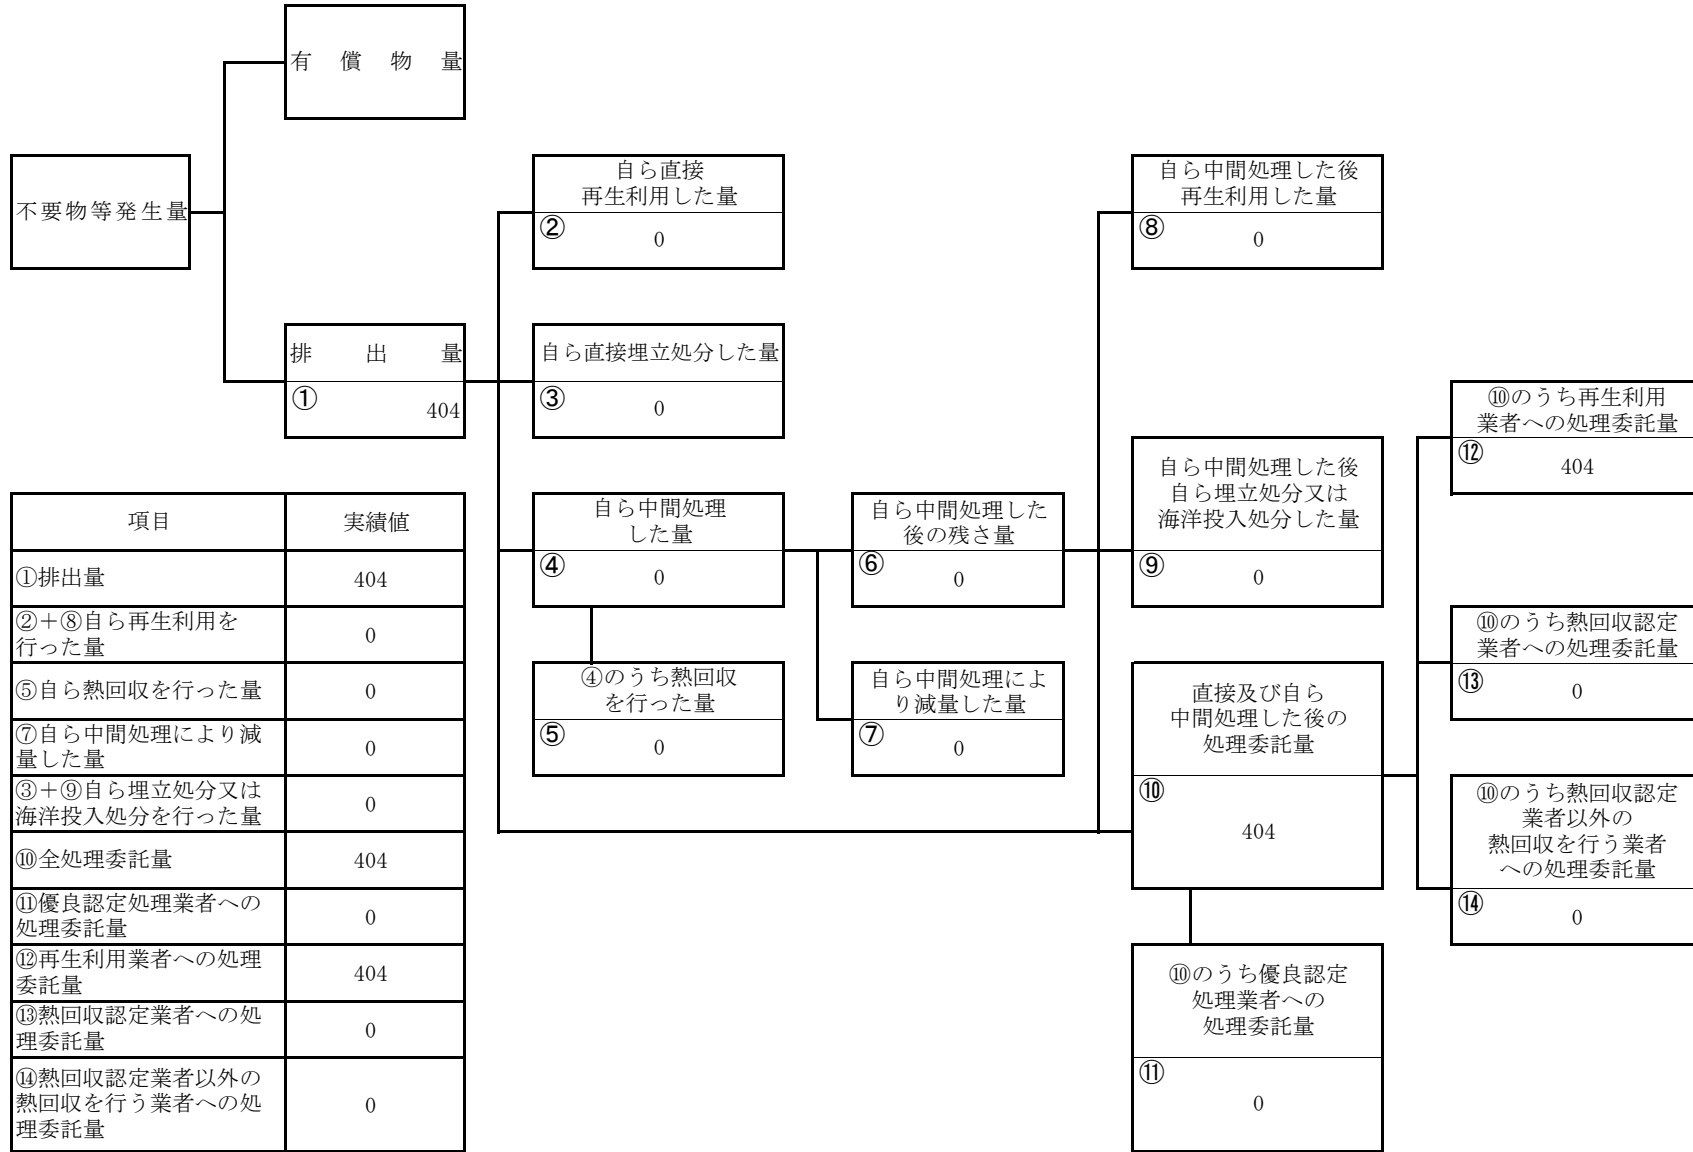 有償物量
不要物等発生量
排出量
①
404
自ら直接
再生利用した量
②
0
自ら直接埋立処分した量
③
0
自ら中間処理
した量
④
0
④のうち熱回収
を行った量
⑤
0
自ら中間処理した
後の残さ量
⑥
0
自ら中間処理によ
り減量した量
⑦
0
自ら中間処理した後
再生利用した量
⑧
0
自ら中間処理した後
自ら埋立処分又は
海洋投入処分した量
⑨
0
直接及び自ら
中間処理した後の
処理委託量
⑩
404
⑩のうち優良認定
処理業者への
処理委託量
⑪
0
⑩のうち再生利用
業者への処理委託量
⑫
404
⑩のうち熱回収認定
業者への処理委託量
⑬
0
⑩のうち熱回収認定
業者以外の
熱回収を行う業者
への処理委託量
⑭
0
項目 実績値
①排出量 404
②＋⑧自ら再生利用を
行った量 0
⑤自ら熱回収を行った量 0
⑦自ら中間処理により減
量した量 0
③＋⑨自ら埋立処分又は
海洋投入処分を行った量 0
⑩全処理委託量 404
⑪優良認定処理業者への
処理委託量 0
⑫再生利用業者への処理
委託量 404
⑬熱回収認定業者への処
理委託量 0
⑭熱回収認定業者以外の
熱回収を行う業者への処
理委託量 0